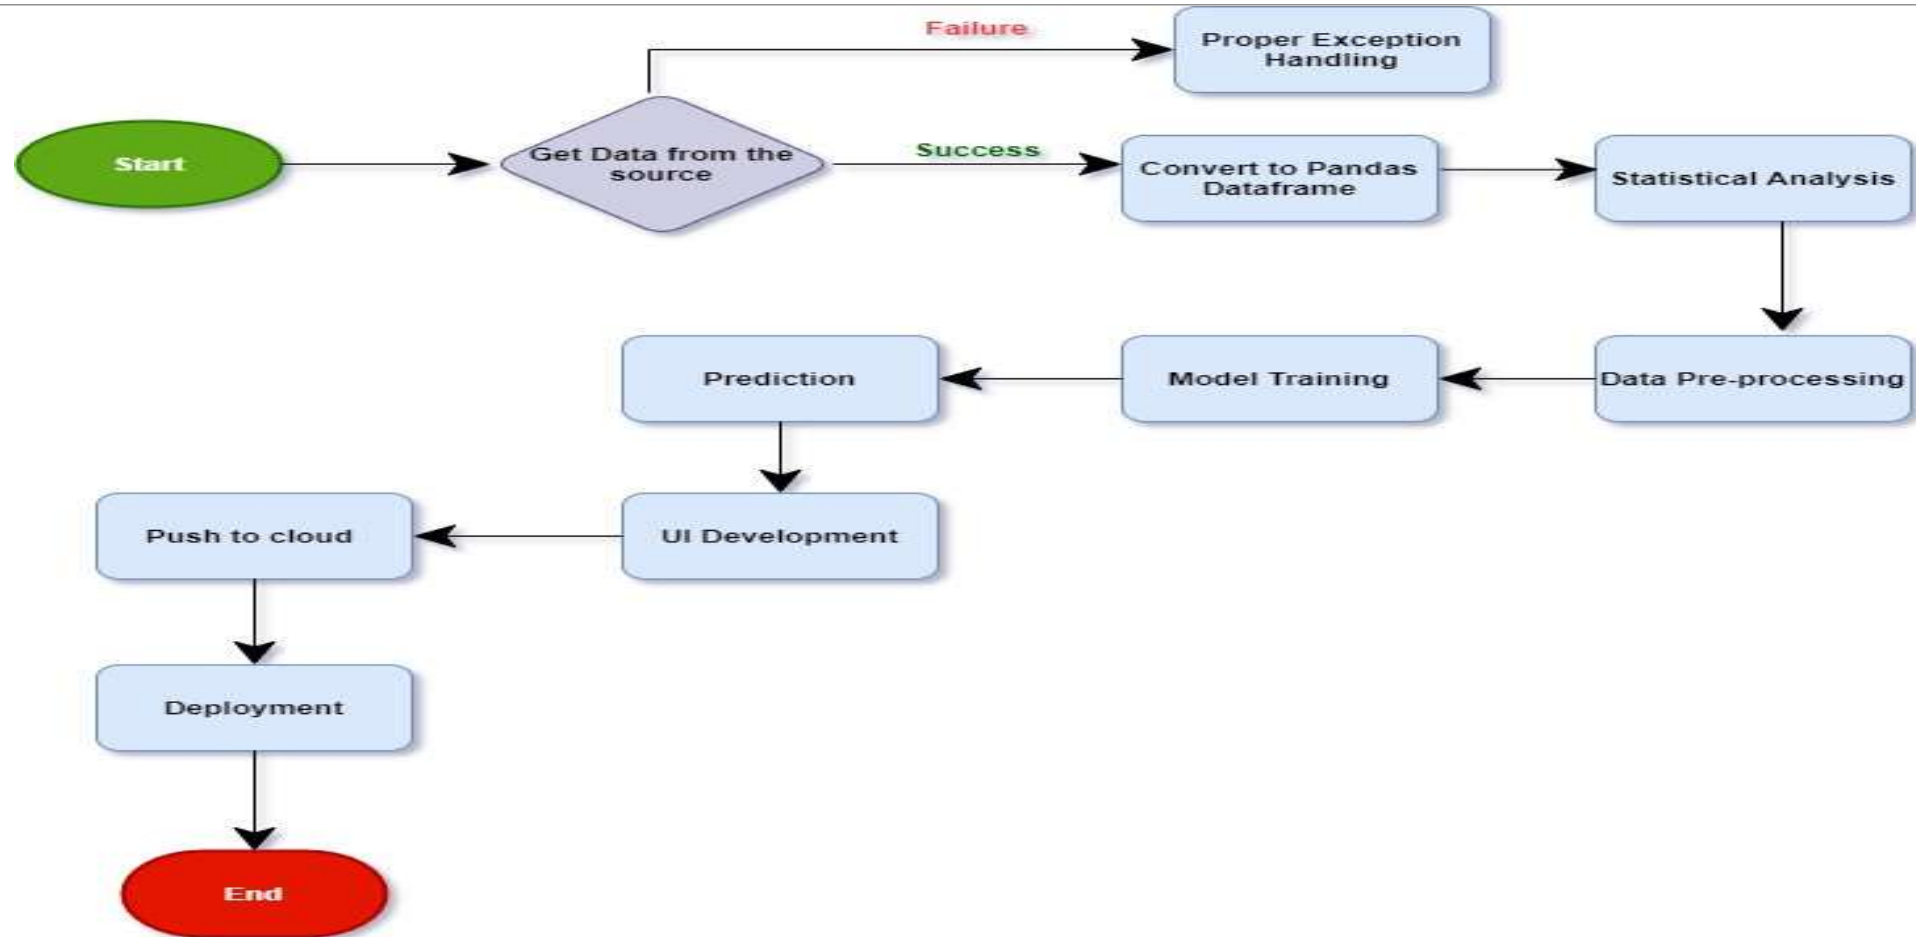 Failure
Proper Exception
Handling
Start
Get Data from the
source
Success
Convert to Pandas
Dataframe
Statistical Analysis
Prediction
Model Training
Data Pre-processing
Push to cloud
UI Development
Deployment
End